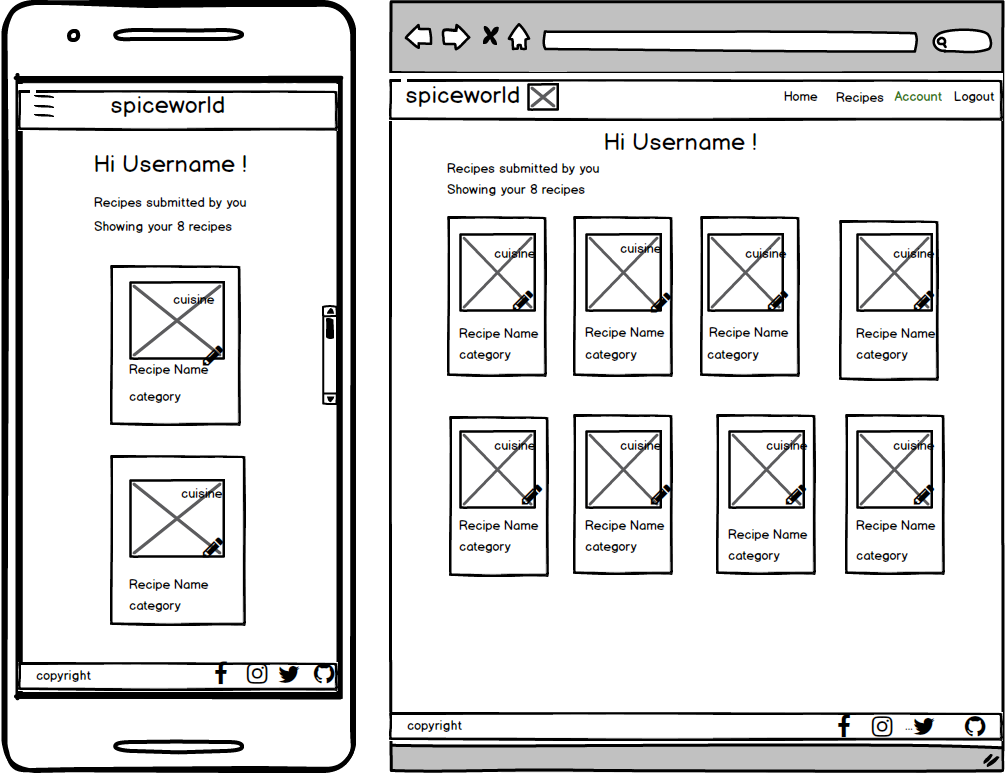 spiceworld
Hi Username !
Recipes submitted by you
Showing your 8 recipes
cuisine
Recipe Name
category
cuisine
Recipe Name
category
copyright
spiceworld
Home Recipes Account Logout
Hi Username !
Recipes submitted by you
Showing your 8 recipes
cuisine cuisine cuisine cuisine
Recipe Name Recipe Name Recipe Name Recipe Name
category category category category
cuisine cuisine cuisine cuisine
Recipe Name Recipe Name Recipe Name Recipe Name
category category category category
copyright
...